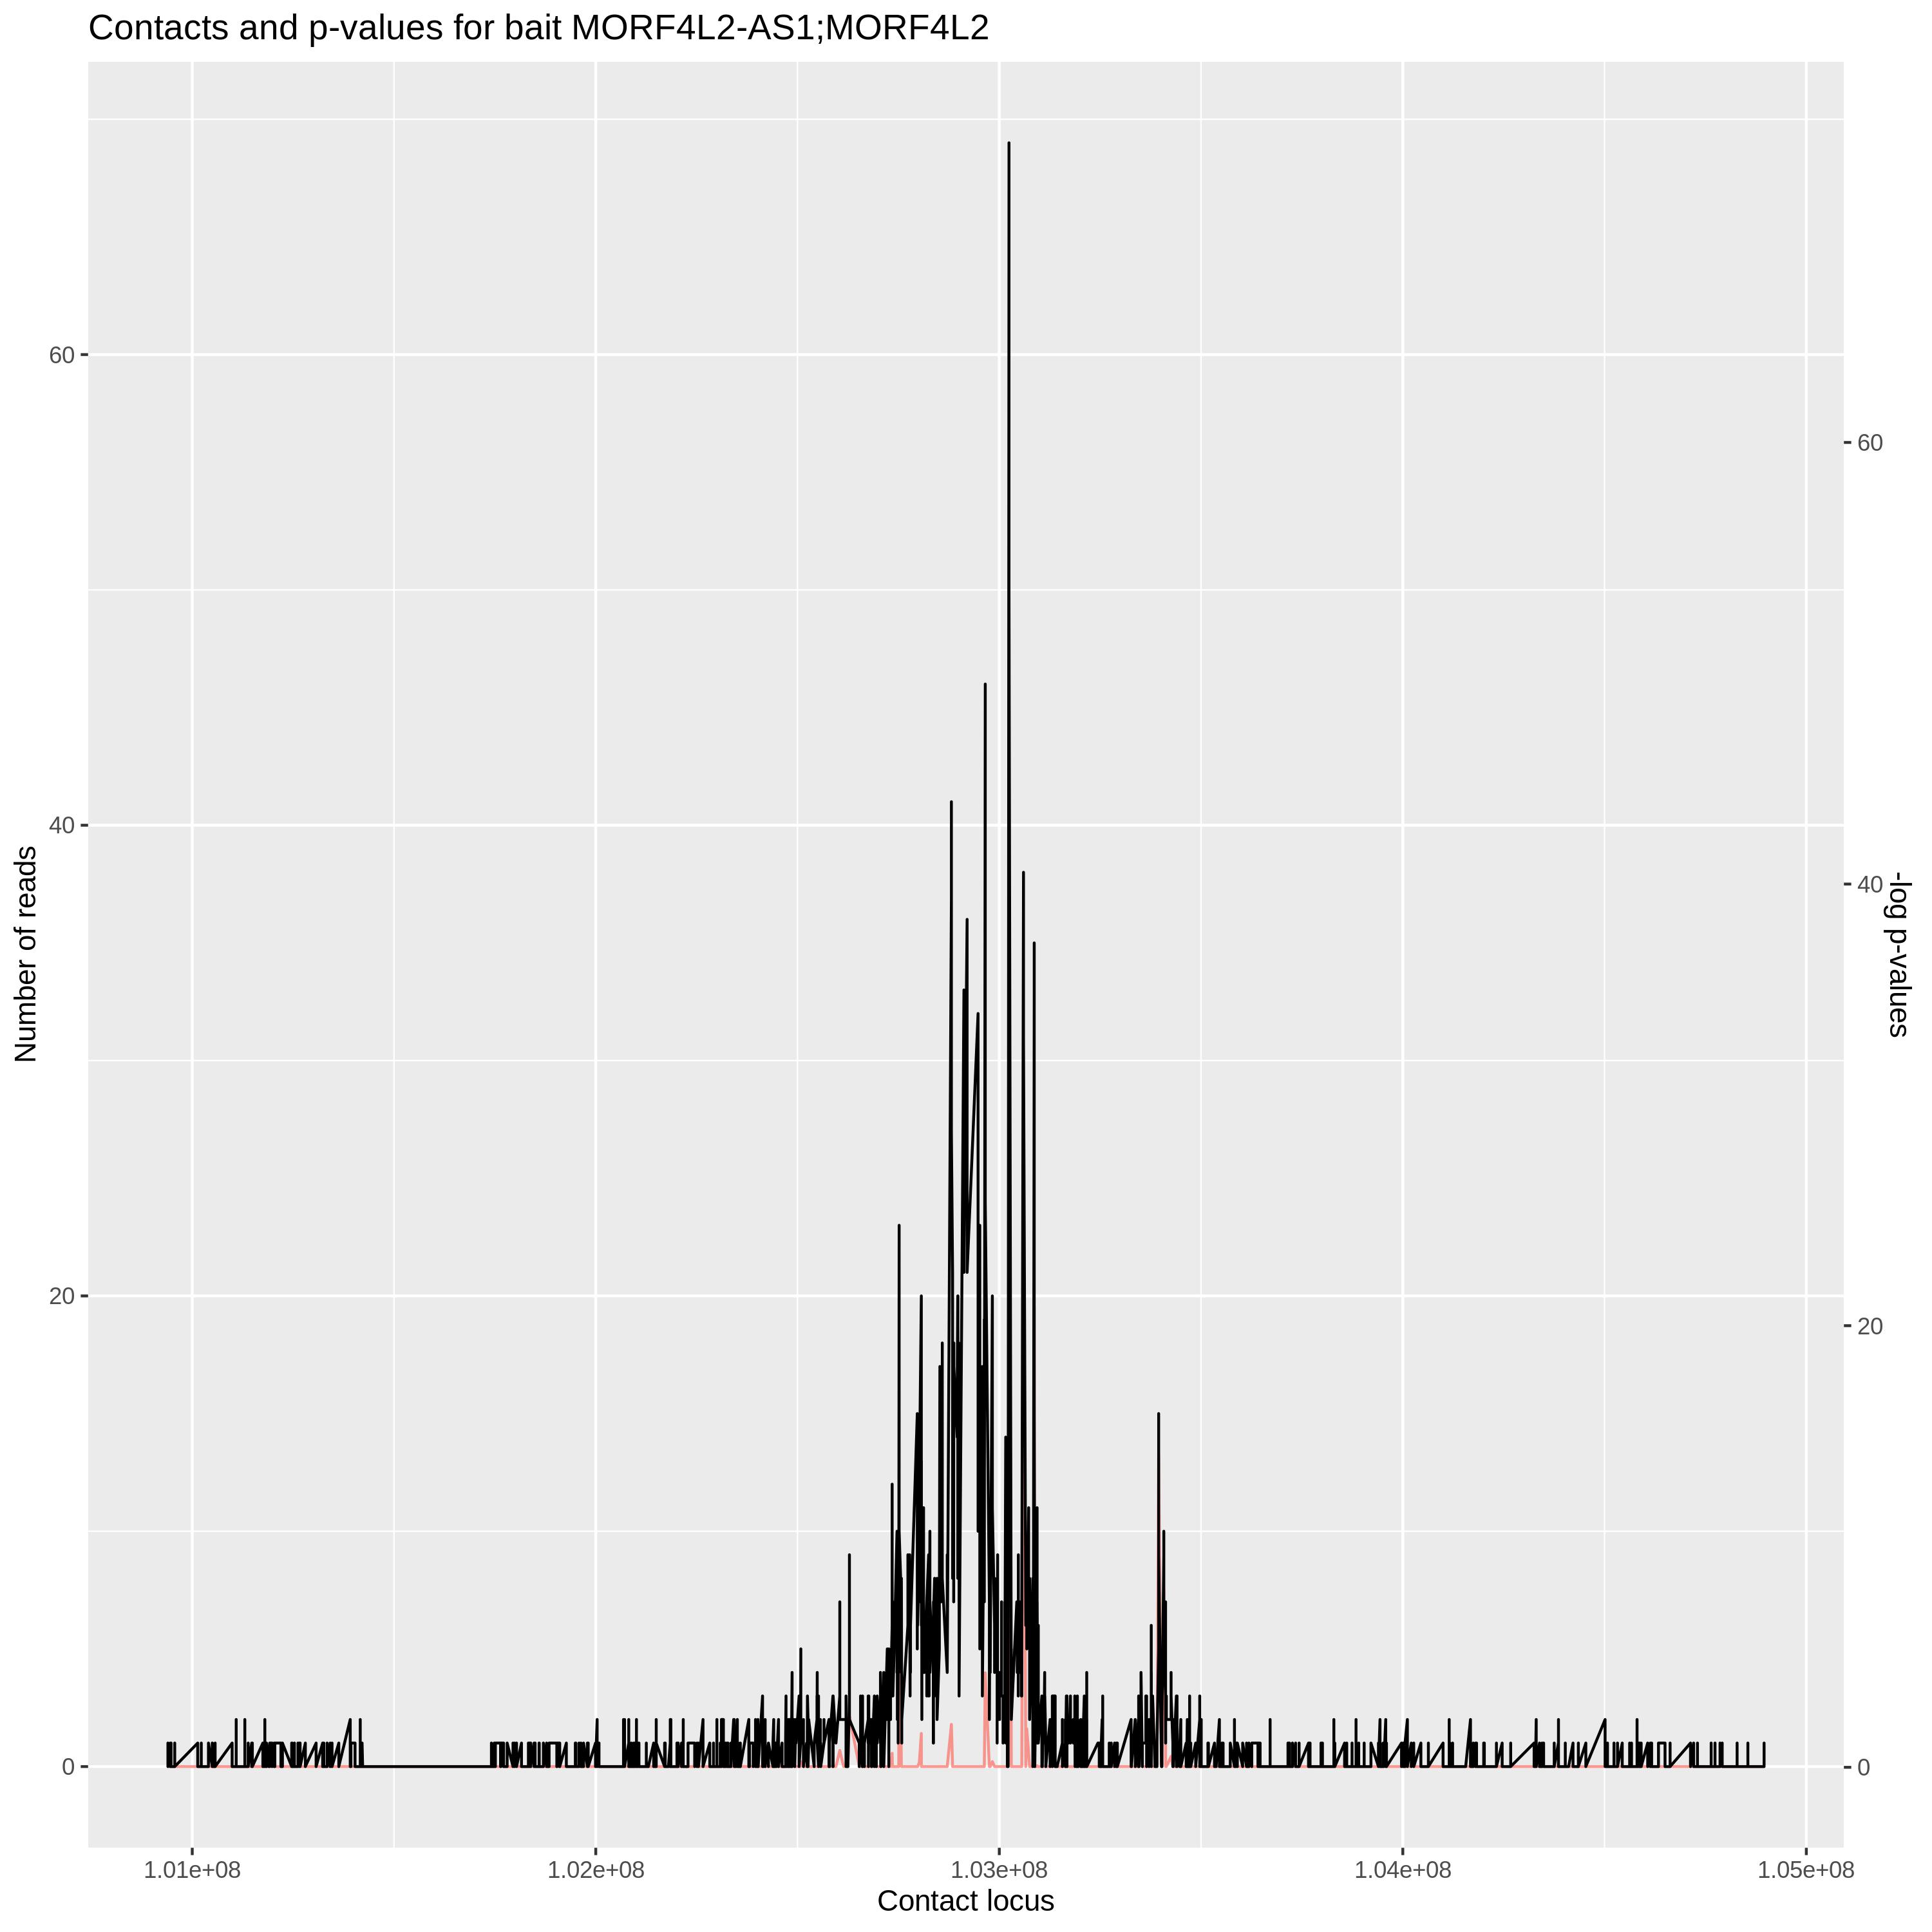 Contacts and p-values for bait MORF4L2-AS1;MORF4L2
60
40
20
0
Number of reads
60
40
20
0
-log p-values
1.01e+08
1.02e+08
1.03e+08
1.04e+08
1.05e+08
Contact locus